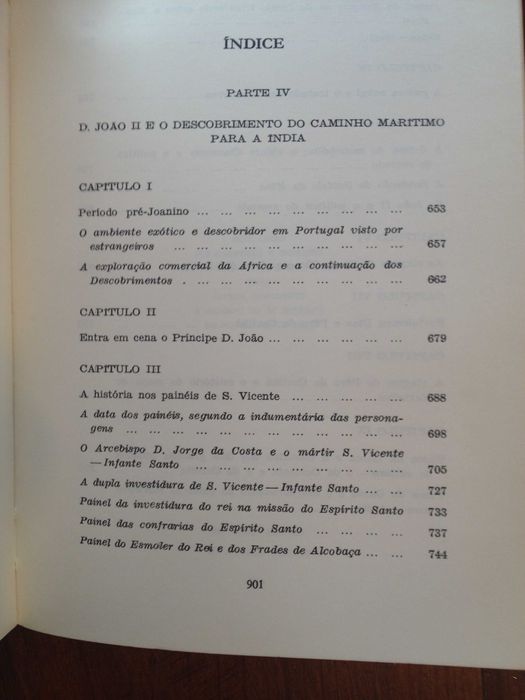 ÍNDICE
PARTE IV
D. JOÃO II E O DESCOBRIMENTO DO CAMINHO MARITIMO
PARA A INDIA
CAPITULO I
Período pré-Joanino ... ... ... ... ... ... ... ... ... 653
O ambiente exótico e descobridor em Portugal visto por
estrangeiros ... ... ... ... ... ... ... ... ... ... 657
A exploração comercial da África e a continuação dos
Descobrimentos . ... ... ... ... ... ... ... ... ... 662
CAPITULO II
Entra em cena o Príncipe D. João ... ... ... ... ... ... 679
CAPITULO III
A história nos painéis de S. Vicente ... ... ... ... ... 688
A data dos painéis, segundo a indumentária das persona-
gens ... ... ... ... ... ... ... ... ... ... ... ... 698
O Arcebispo D. Jorge da Costa e o mártir S. Vicente
— Infante Santo ... ... ... ... ... ... ... ... ... 705
A dupla investidura de S. Vicente — Infante Santo ... ... 727
Painel da investidura do rei na missão do Espírito Santo 733
Painel das confrarias do Espírito Santo ... ... ... ... 737
Painel do Esmoler do Rei e dos Frades de Alcobaça ... ... 744
901